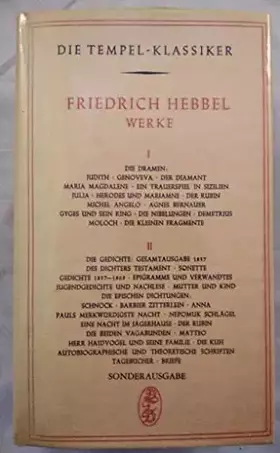 DIE TEMPEL-KLASSIKER
FRIEDRICH HEBBEL
WERKE
I
DIE DRAMEN:
JUDITH · GENOVEVA · DER DIAMANT
MARIA MAGDALENE · EIN TRAUERSPIEL IN SIZILIEN
JULIA · HERODES UND MARIAMNE · DER RUBIN
MICHEL ANGELO · AGNES BERNAUER
GYGES UND SEIN RING · DIE NIBELUNGEN · DEMETRIUS
MOLOCH · DIE KLEINEN FRAGMENTE
II
DIE GEDICHTE: GESAMTAUSGABE 1857
DES DICHTERS TESTAMENT · SONETTE
GEDICHTE 1857–1863 · EPIGRAMME UND VERWANDTES
JUGENDGEDICHTE UND NACHLESE · MUTTER UND KIND
DIE EPISCHEN DICHTUNGEN:
SCHNOCK · BARBIER ZITTERLEIN · ANNA
PAULS MERKWÜRDIGSTE NACHT · NEPOMUK SCHLÄGEL
EINE NACHT IM JÄGERHAUSE · DER RUBIN
DIE BEIDEN VAGABUNDEN · MATTEO
HERR HAIDVOGEL UND SEINE FAMILIE · DIE KUH
AUTOBIOGRAPHISCHE UND THEORETISCHE SCHRIFTEN
TAGEBÜCHER · BRIEFE
SONDERAUSGABE